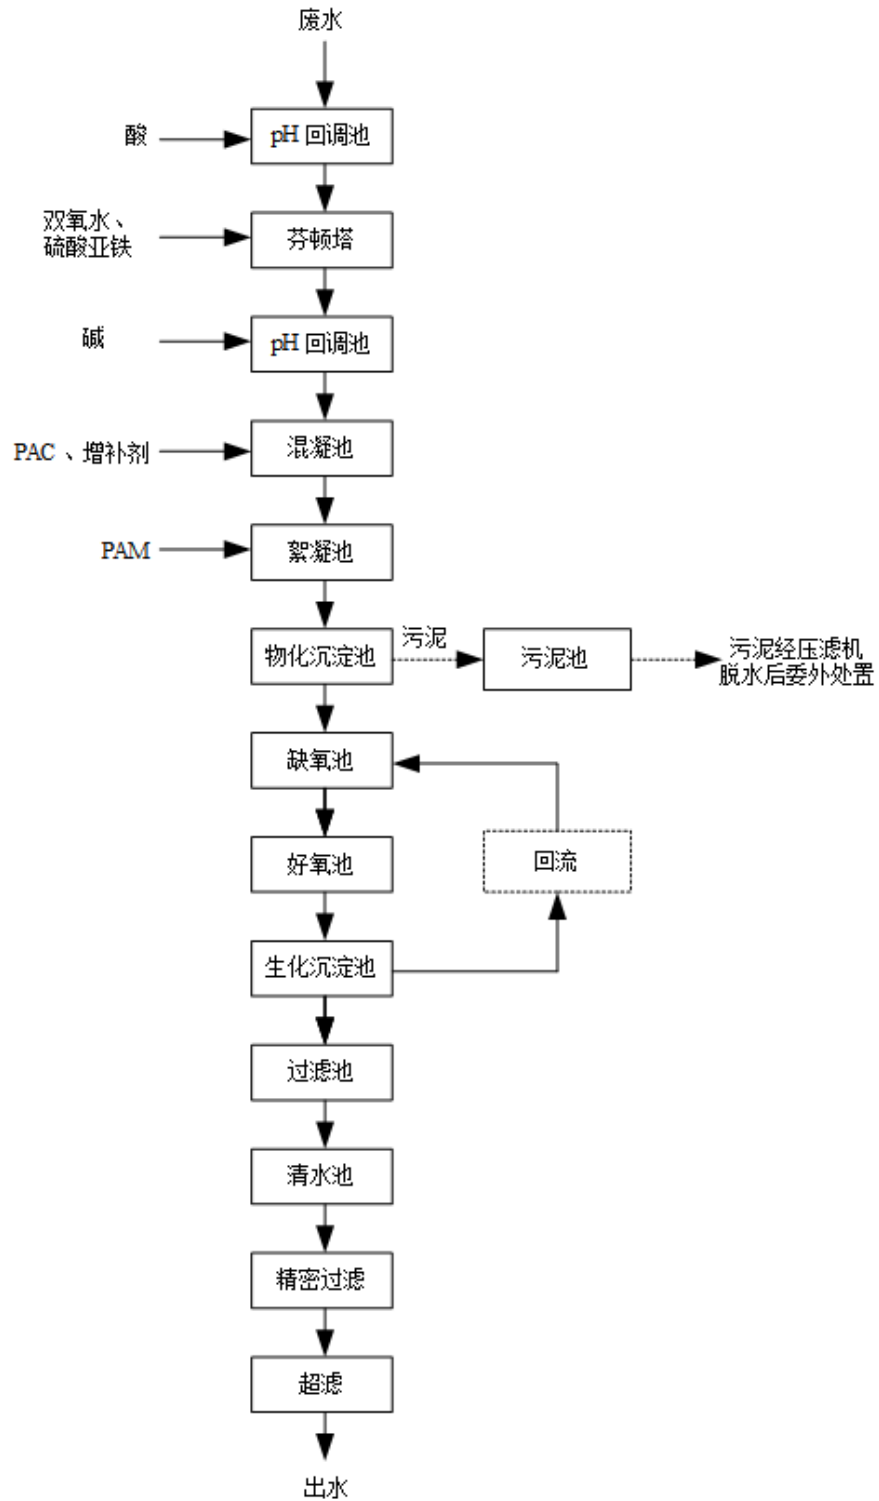 废水
酸
pH 回调池
双氧水、
硫酸亚铁
芬顿塔
碱
pH 回调池
PAC 、增补剂
混凝池
PAM
絮凝池
物化沉淀池
污泥
污泥池
污泥经压滤机
脱水后委外处置
缺氧池
好氧池
回流
生化沉淀池
过滤池
清水池
精密过滤
超滤
出水